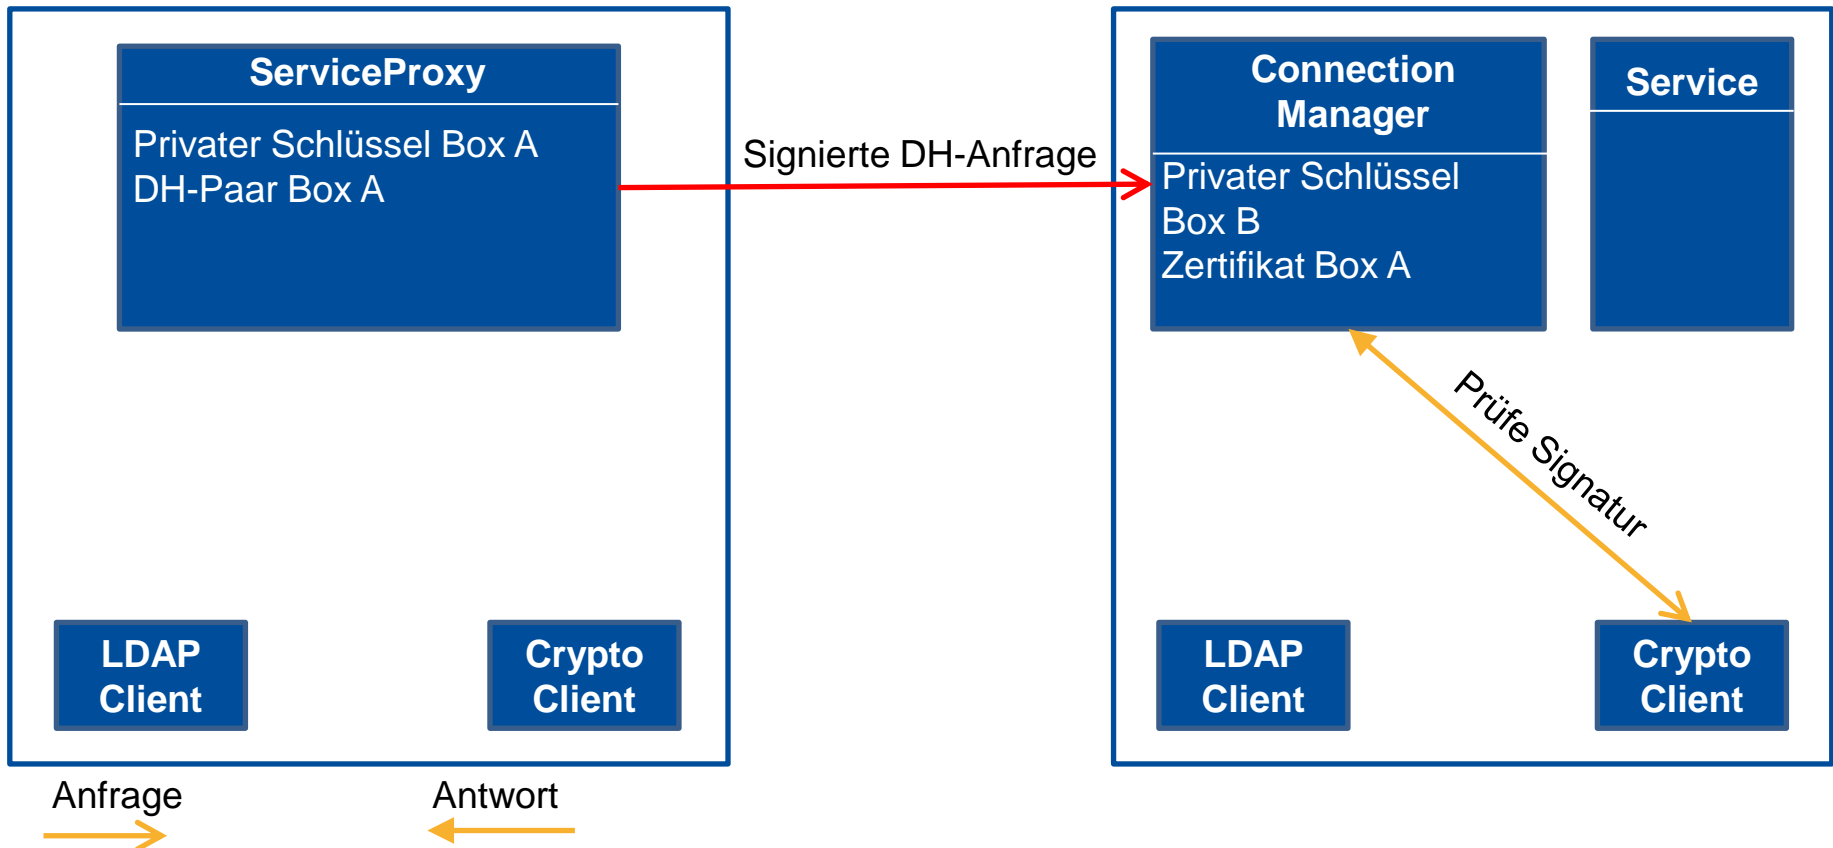 ServiceProxy
Privater Schlüssel Box A
DH-Paar Box A
Signierte DH-Anfrage
Connection
Manager
Privater Schlüssel
Box B
Zertifikat Box A
Service
Prüfe Signatur
LDAP
Client
Crypto
Client
LDAP
Client
Crypto
Client
Anfrage
Antwort